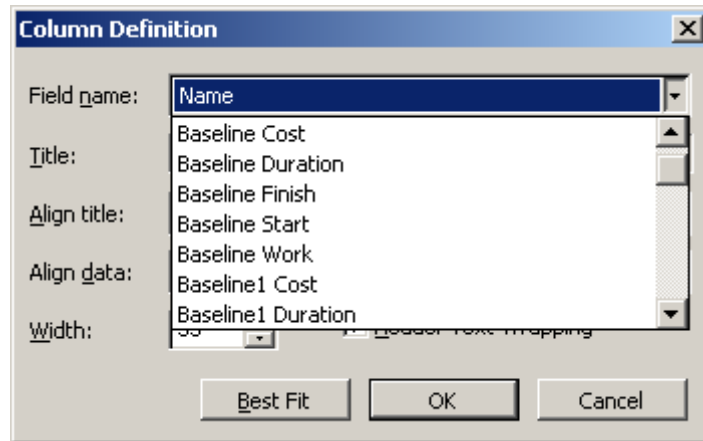 Column Definition
Field name: Name
Baseline Cost
Title:
Baseline Duration
Baseline Finish
Align title:
Baseline Start
Baseline Work
Align data:
Baseline1 Cost
Baseline1 Duration
Width:
Best Fit OK Cancel